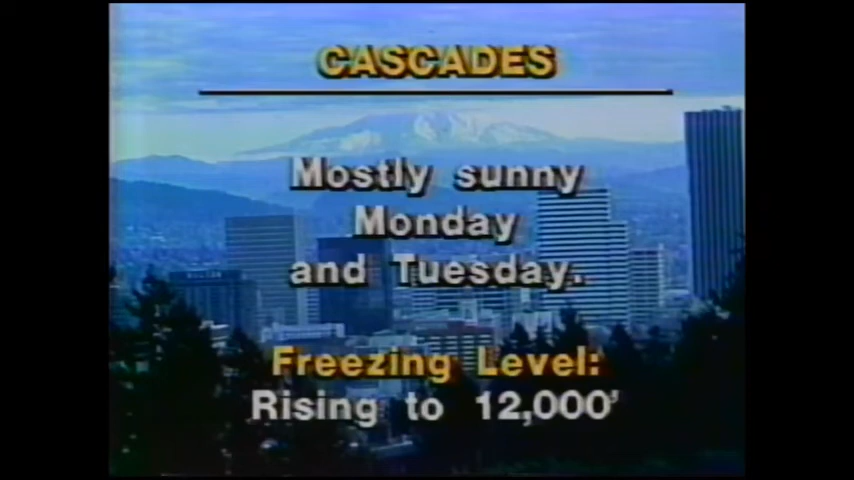 CASCADES
Mostly sunny
Monday
and Tuesday.
Freezing Level:
Rising to 12,000'